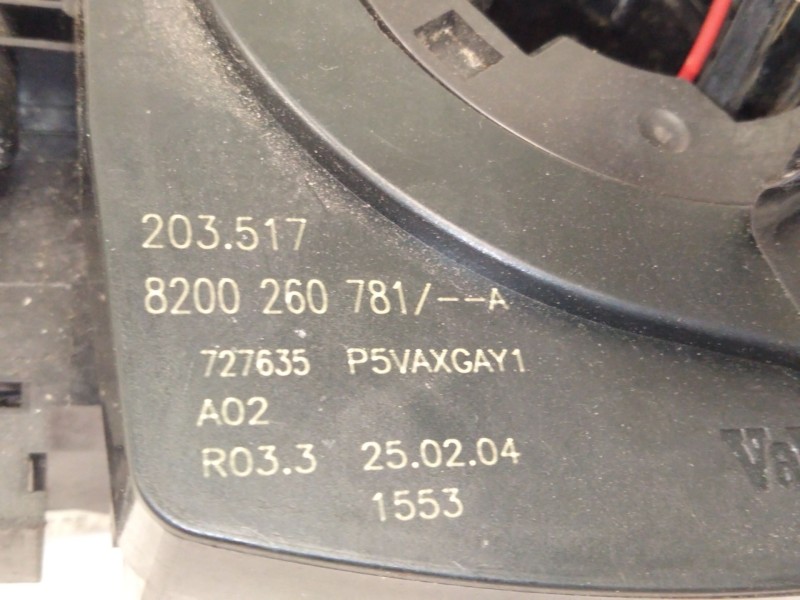 203.517
8200 260 781/--A
727635 P5VAXGAY1
A02
R03.3 25.02.04
1553